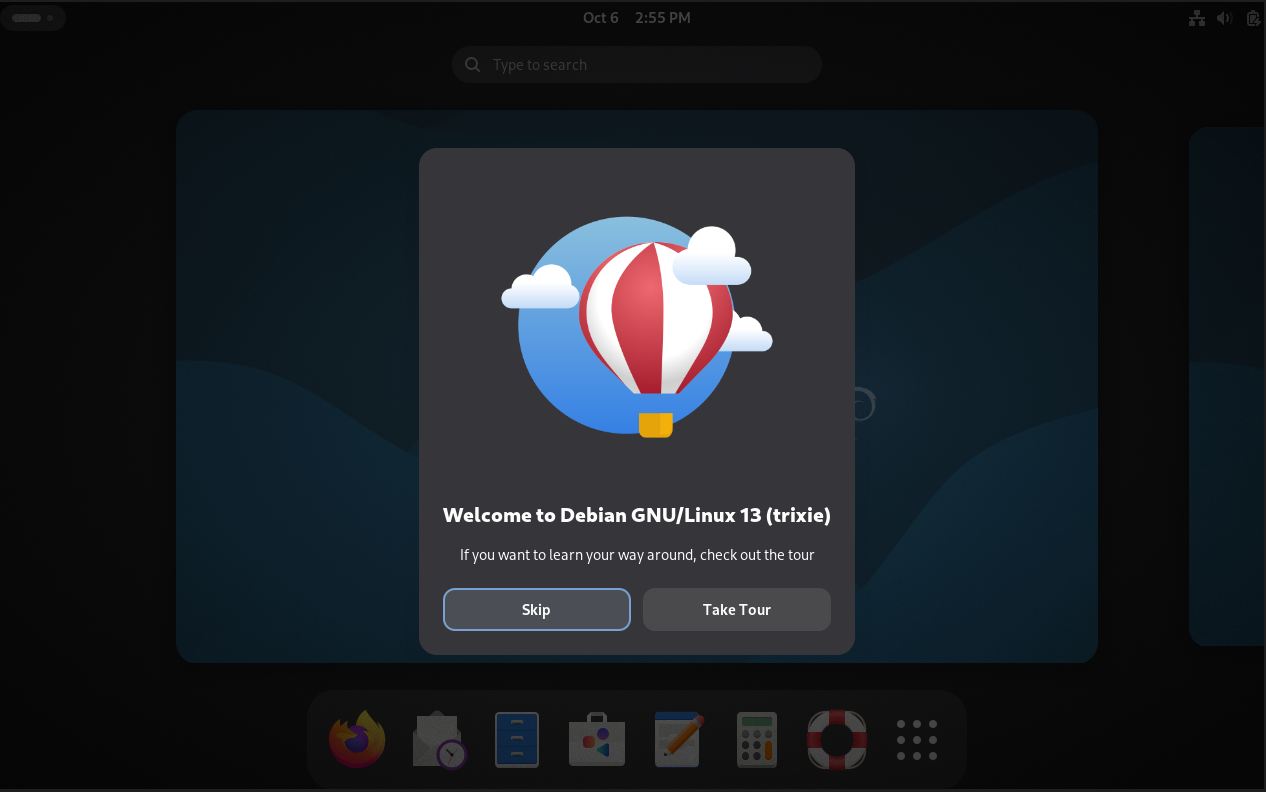 Oct 6 2:55 PM
Type to search
Welcome to Debian GNU/Linux 13 (trixie)
If you want to learn your way around, check out the tour
Skip
Take Tour